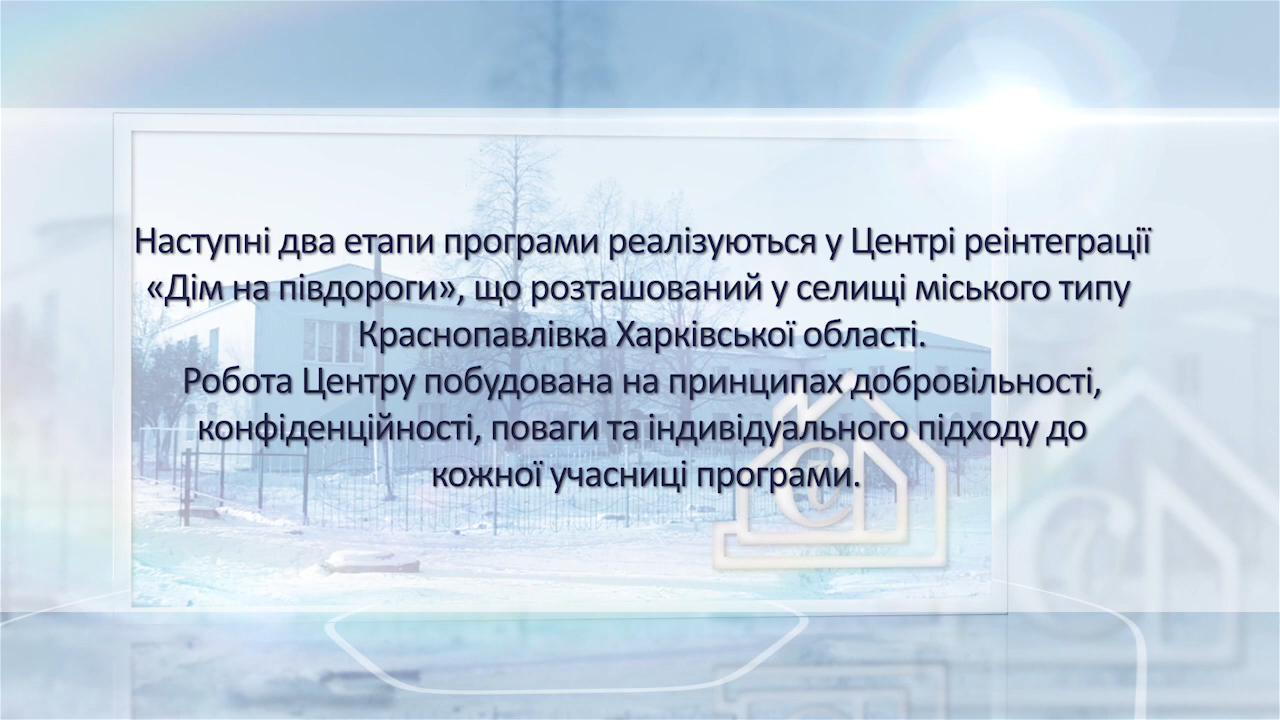 Наступні два етапи програми реалізуються у Центрі реінтеграції
«Дім на півдороги», що розташований у селищі міського типу
Краснопавлівка Харківської області.
Робота Центру побудована на принципах добровільності,
конфіденційності, поваги та індивідуального підходу до
кожної учасниці програми.